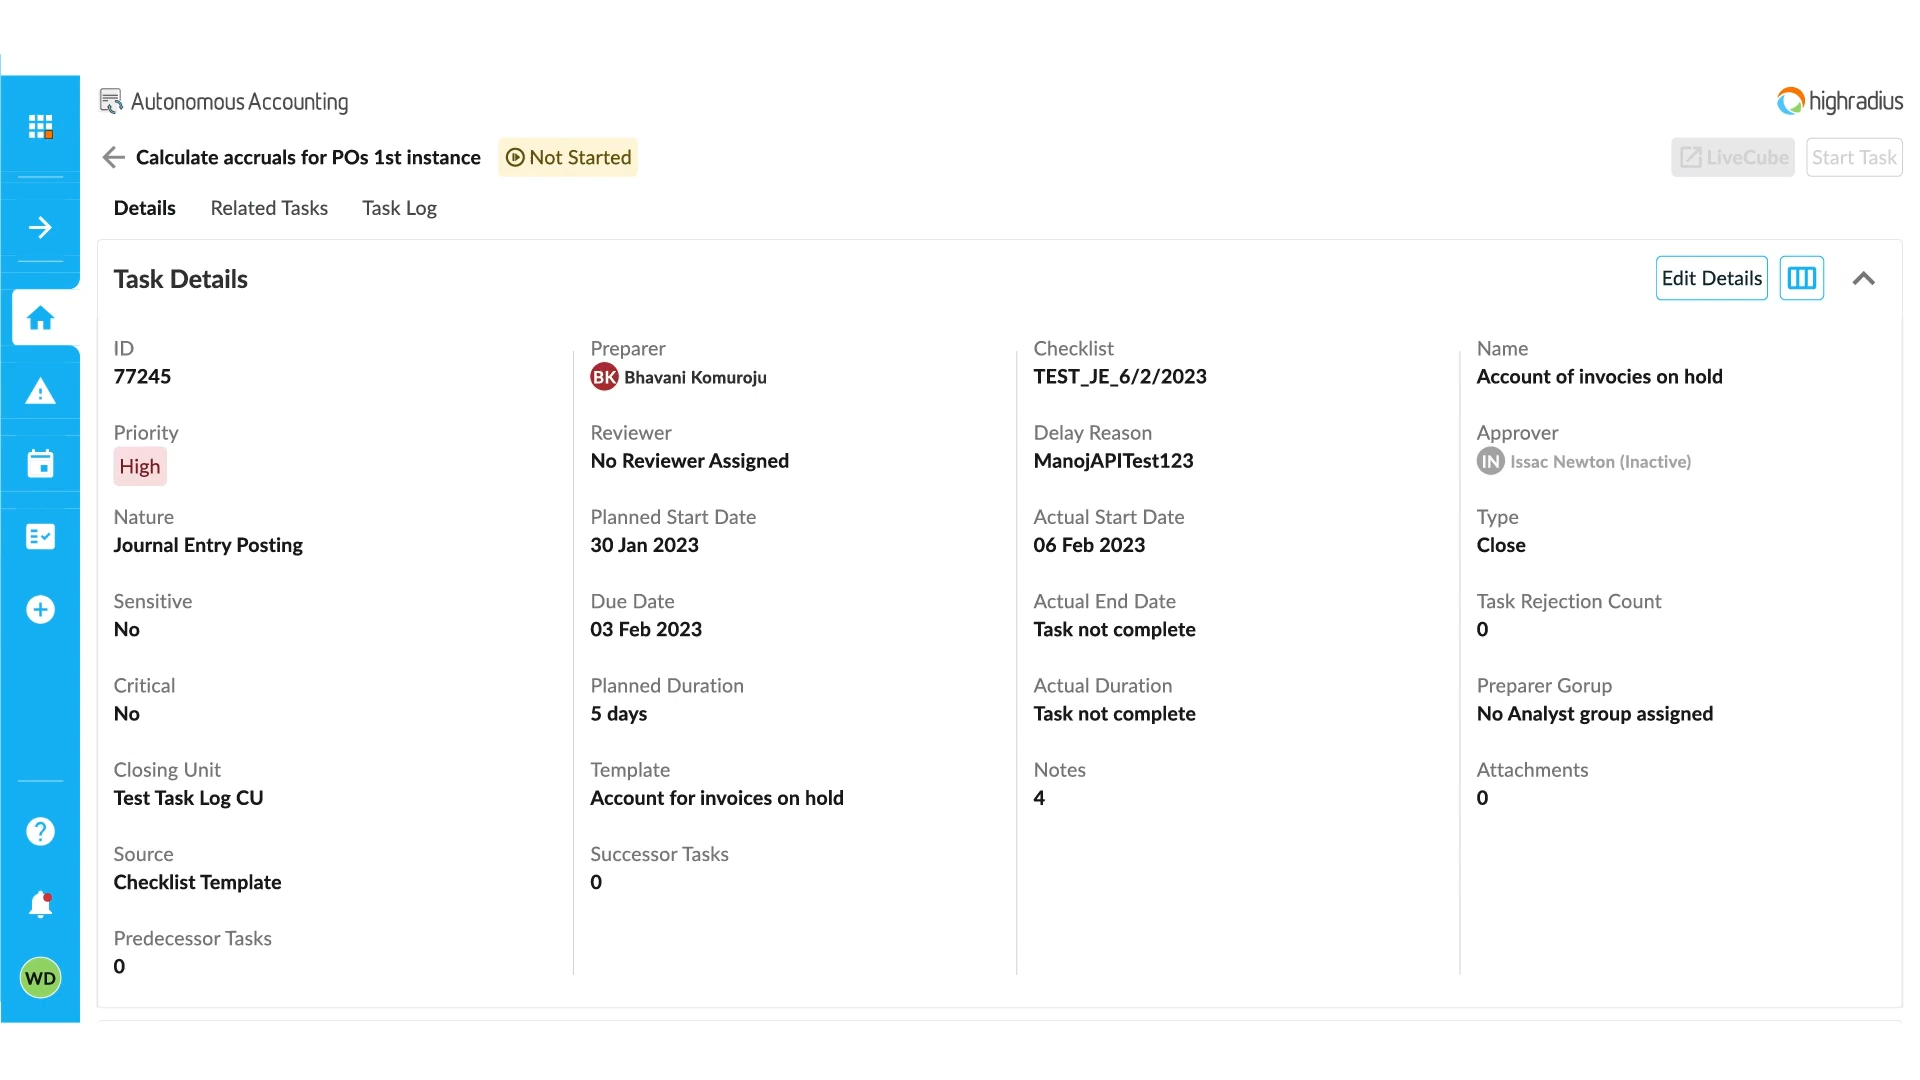 Autonomous Accounting
highradius
Calculate accruals for POs 1st instance
Not Started
LiveCube
Start Task
Details
Related Tasks
Task Log
Task Details
Edit Details
ID
77245
Preparer
BK Bhavani Komuroju
Checklist
TEST_JE_6/2/2023
Name
Account of invocies on hold
Priority
High
Reviewer
No Reviewer Assigned
Delay Reason
ManojAPITest123
Approver
IN Issac Newton (Inactive)
Nature
Journal Entry Posting
Planned Start Date
30 Jan 2023
Actual Start Date
06 Feb 2023
Type
Close
Sensitive
No
Due Date
03 Feb 2023
Actual End Date
Task not complete
Task Rejection Count
0
Critical
No
Planned Duration
5 days
Actual Duration
Task not complete
Preparer Gorup
No Analyst group assigned
Closing Unit
Test Task Log CU
Template
Account for invoices on hold
Notes
4
Attachments
0
Source
Checklist Template
Successor Tasks
0
Predecessor Tasks
0
WD